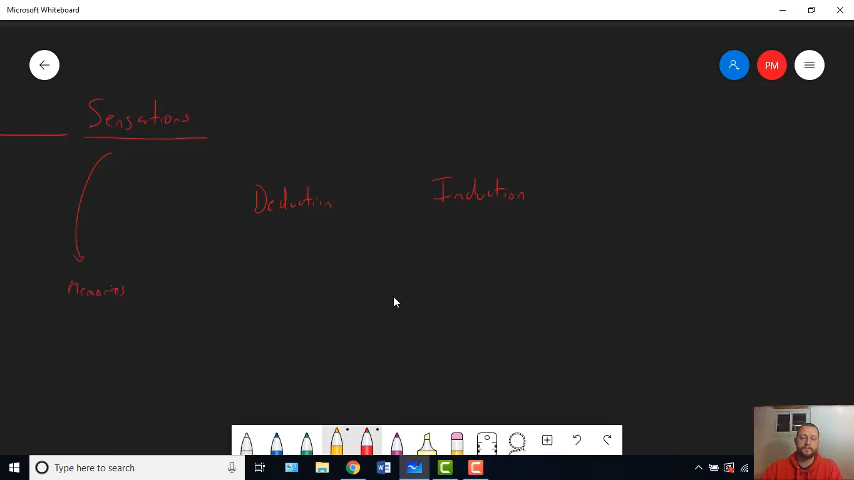 Microsoft Whiteboard
PM
Sensations
Deduction
Induction
Memories
Type here to search